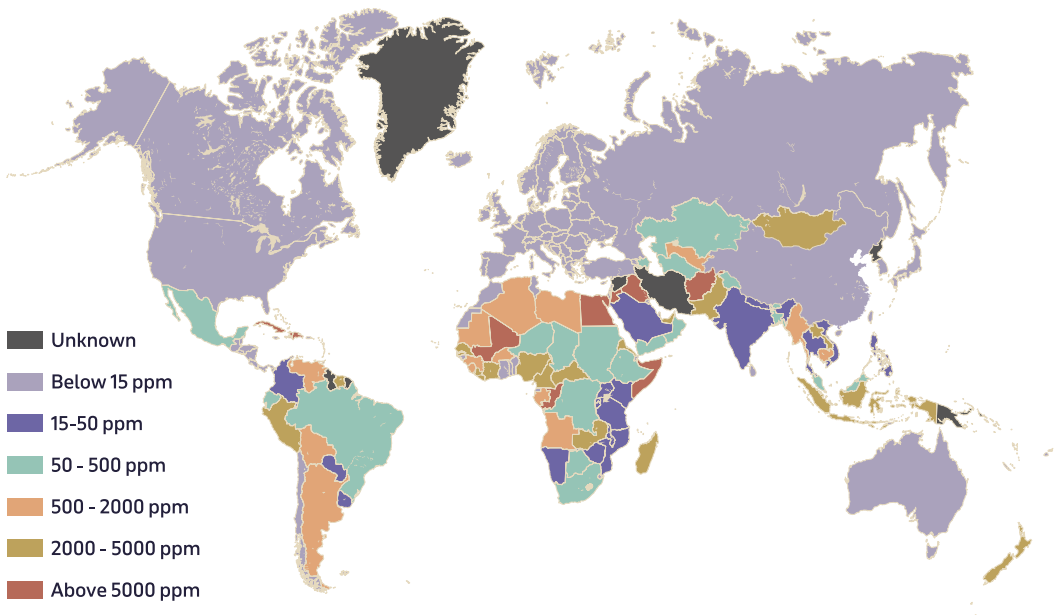 Unknown
Below 15 ppm
15-50 ppm
50 - 500 ppm
500 - 2000 ppm
2000 - 5000 ppm
Above 5000 ppm